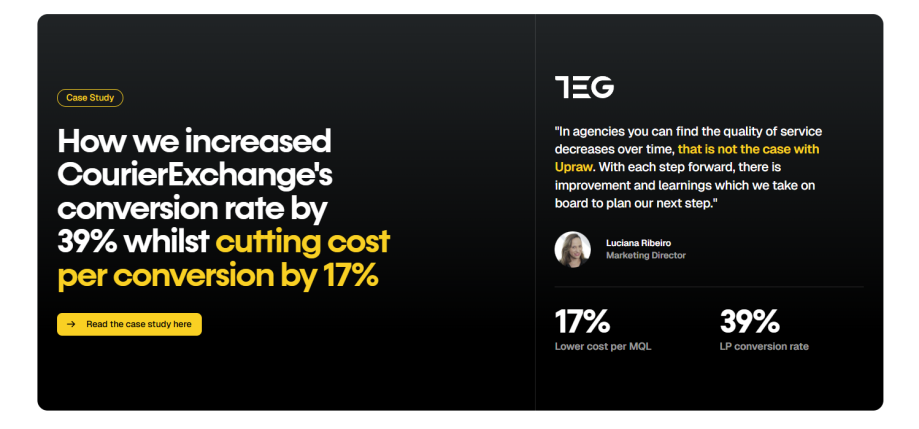 Case Study
How we increased
CourierExchange's
conversion rate by
39% whilst cutting cost
per conversion by 17%
→ Read the case study here
TEG
"In agencies you can find the quality of service
decreases over time, that is not the case with
Upraw. With each step forward, there is
improvement and learnings which we take on
board to plan our next step."
Luciana Ribeiro
Marketing Director
17%
Lower cost per MQL
39%
LP conversion rate